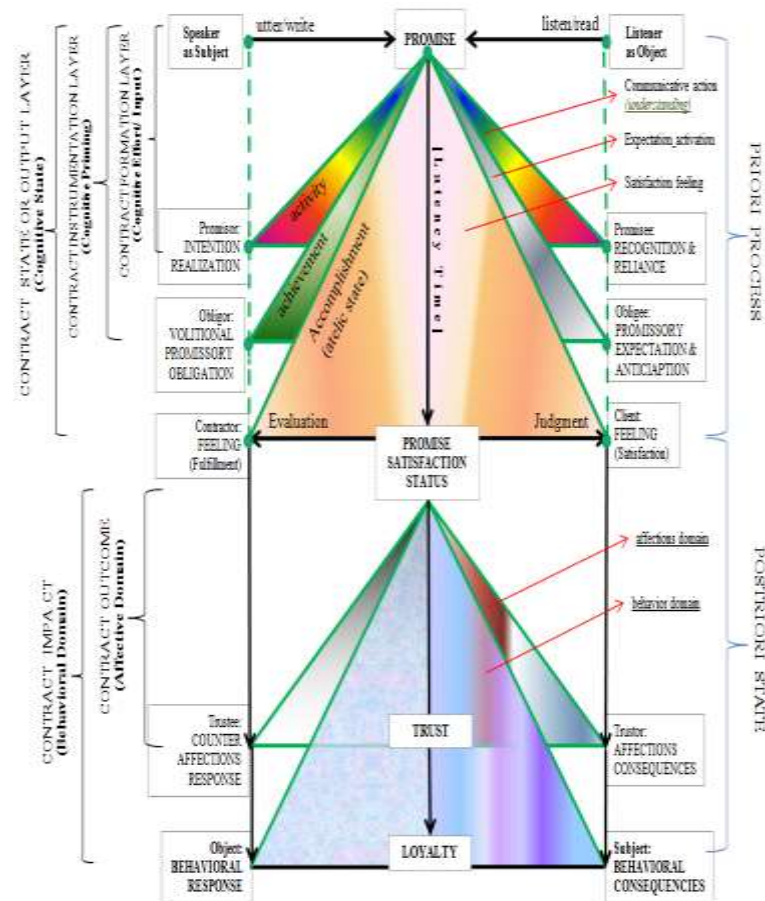 Speaker
as Subject
utter/write
PROMISE
listen/read
Listener
as Object
Communicative action
(understanding)
Expectation_activation
Satisfaction feeling
[Latency Time]
activity
achievement
Accomplishment
(atelic state)
Promisor:
INTENTION
REALIZATION
Promisee:
RECOGNITION &
RELIANCE
Obligor:
VOLITIONAL
PROMISSORY
OBLIGATION
Obligee:
PROMISSORY
EXPECTATION &
ANTICIAPTION
Contractor:
FEELING
(Fulfillment)
Evaluation
PROMISE
SATISFACTION
STATUS
Judgment
Client:
FEELING
(Satisfaction)
affections domain
behavior domain
Trustee:
COUNTER
AFFECTIONS
RESPONSE
TRUST
Trustor:
AFFECTIONS
CONSEQUENCES
Object:
BEHAVIORAL
RESPONSE
LOYALTY
Subject:
BEHAVIORAL
CONSEQUENCIES
CONTRACT STATE OR OUTPUT LAYER
(Cognitive State)
CONTRACT INSTRUMENTATION LAYER
(Cognitive Priming)
CONTRACT FORMATION LAYER
(Cognitive Effort/ Input)
CONTRACT IMPACT
(Behavioral Domain)
CONTRACT OUTCOME
(Affective Domain)
PRIORI PROCESS
POSTRIORI STATE